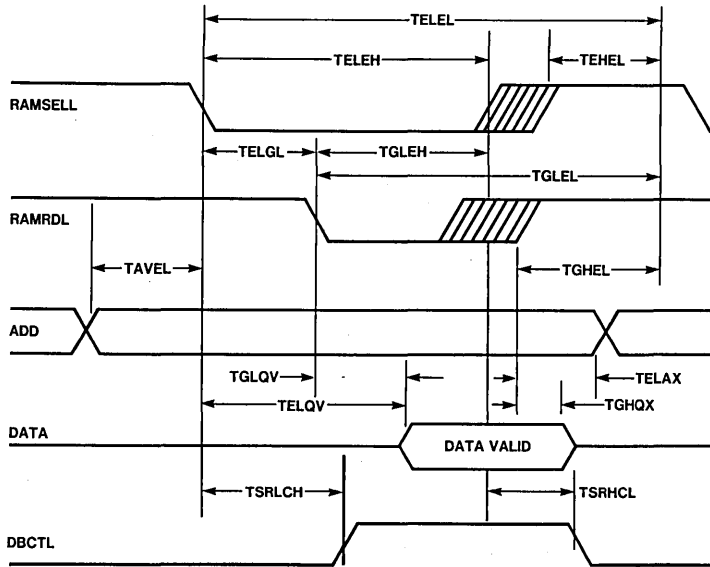 TELEL
TELEH
TEHEL
RAMSELL
TELGL
TGLEH
TGLEL
RAMRDL
TAVEL
TGHEL
ADD
TGLQV
TELAX
TELQV
TGHQX
DATA
DATA VALID
TSRLCH
TSRHCL
DBCTL